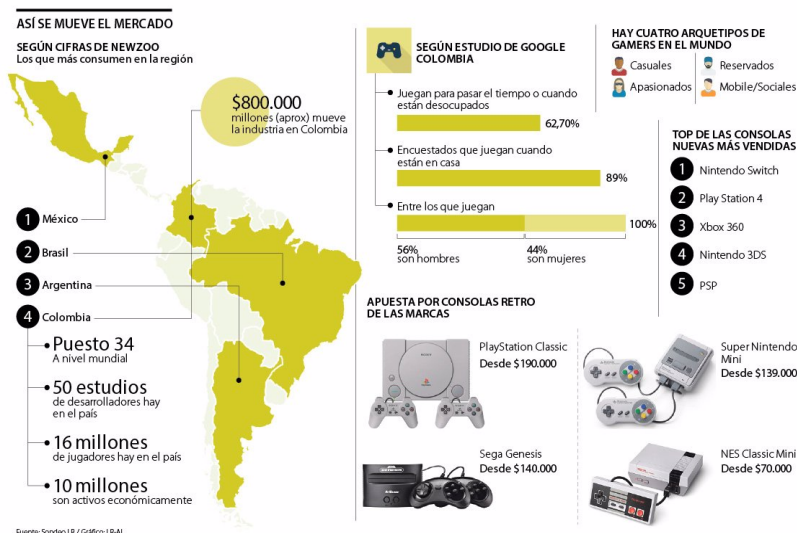 ASÍ SE MUEVE EL MERCADO
SEGÚN CIFRAS DE NEWZOO
Los que más consumen en la región
$800.000
millones (aprox) mueve
la industria en Colombia
1 México
2 Brasil
3 Argentina
4 Colombia
Puesto 34
A nivel mundial
50 estudios
de desarrolladores hay
en el país
16 millones
de jugadores hay en el país
10 millones
son activos económicamente
SEGÚN ESTUDIO DE GOOGLE
COLOMBIA
Juegan para pasar el tiempo o cuando
están desocupados
62,70%
Encuestados que juegan cuando
están en casa
89%
Entre los que juegan
100%
56%
son hombres
44%
son mujeres
HAY CUATRO ARQUETIPOS DE
GAMERS EN EL MUNDO
Casuales
Reservados
Apasionados
Mobile/Sociales
TOP DE LAS CONSOLAS
NUEVAS MÁS VENDIDAS
1 Nintendo Switch
2 Play Station 4
3 Xbox 360
4 Nintendo 3DS
5 PSP
APUESTA POR CONSOLAS RETRO
DE LAS MARCAS
PlayStation Classic
Desde $190.000
Super Nintendo
Mini
Desde $139.000
Sega Genesis
Desde $140.000
NES Classic Mini
Desde $70.000
Fuente: Sondeo LR / Gráfico: LR-AL